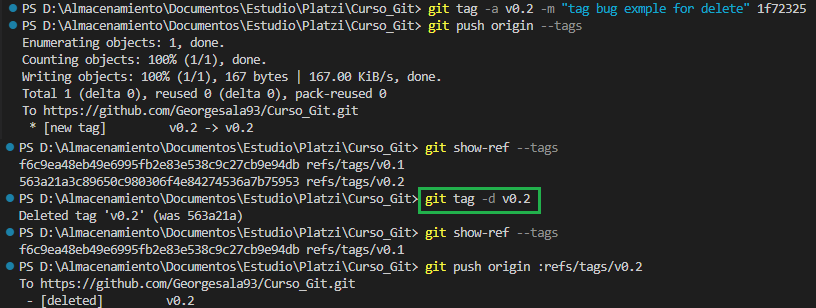 PS D:\Almacenamiento\Documentos\Estudio\Platzi\Curso_Git> git tag -a v0.2 -m "tag bug exmple for delete" 1f72325
PS D:\Almacenamiento\Documentos\Estudio\Platzi\Curso_Git> git push origin --tags
Enumerating objects: 1, done.
Counting objects: 100% (1/1), done.
Writing objects: 100% (1/1), 167 bytes | 167.00 KiB/s, done.
Total 1 (delta 0), reused 0 (delta 0), pack-reused 0
To https://github.com/Georgesala93/Curso_Git.git
 * [new tag]         v0.2 -> v0.2
PS D:\Almacenamiento\Documentos\Estudio\Platzi\Curso_Git> git show-ref --tags
f6c9ea48eb49e6995fb2e83e538c9c27cb9e94db refs/tags/v0.1
563a21a3c89650c980306f4e84274536a7b75953 refs/tags/v0.2
PS D:\Almacenamiento\Documentos\Estudio\Platzi\Curso_Git> git tag -d v0.2
Deleted tag 'v0.2' (was 563a21a)
PS D:\Almacenamiento\Documentos\Estudio\Platzi\Curso_Git> git show-ref --tags
f6c9ea48eb49e6995fb2e83e538c9c27cb9e94db refs/tags/v0.1
PS D:\Almacenamiento\Documentos\Estudio\Platzi\Curso_Git> git push origin :refs/tags/v0.2
To https://github.com/Georgesala93/Curso_Git.git
 - [deleted]         v0.2